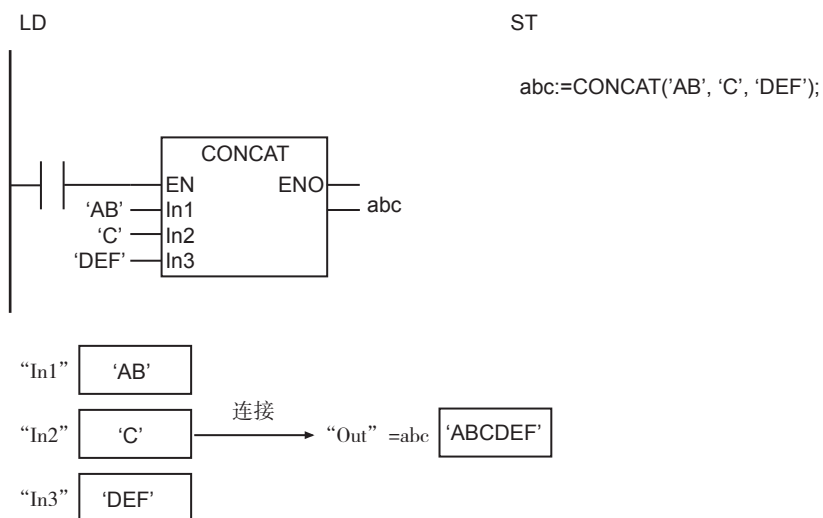 LD
ST
abc:=CONCAT(’AB’, ‘C’, ‘DEF’);
CONCAT
EN ENO
‘AB’ In1 abc
‘C’ In2
‘DEF’ In3
“In1” ‘AB’
连接
“In2” ‘C’ “Out” =abc ‘ABCDEF’
“In3” ‘DEF’